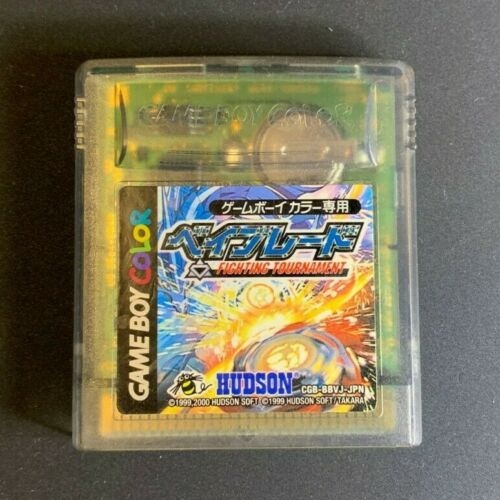 GAME BOY COLOR
ゲームボーイカラー専用
ベイブレード
FIGHTING TOURNAMENT
GAME BOY COLOR
HUDSON
CGB-BBVJ-JPN
©1999,2000 HUDSON SOFT ©1999 HUDSON SOFT/TAKARA